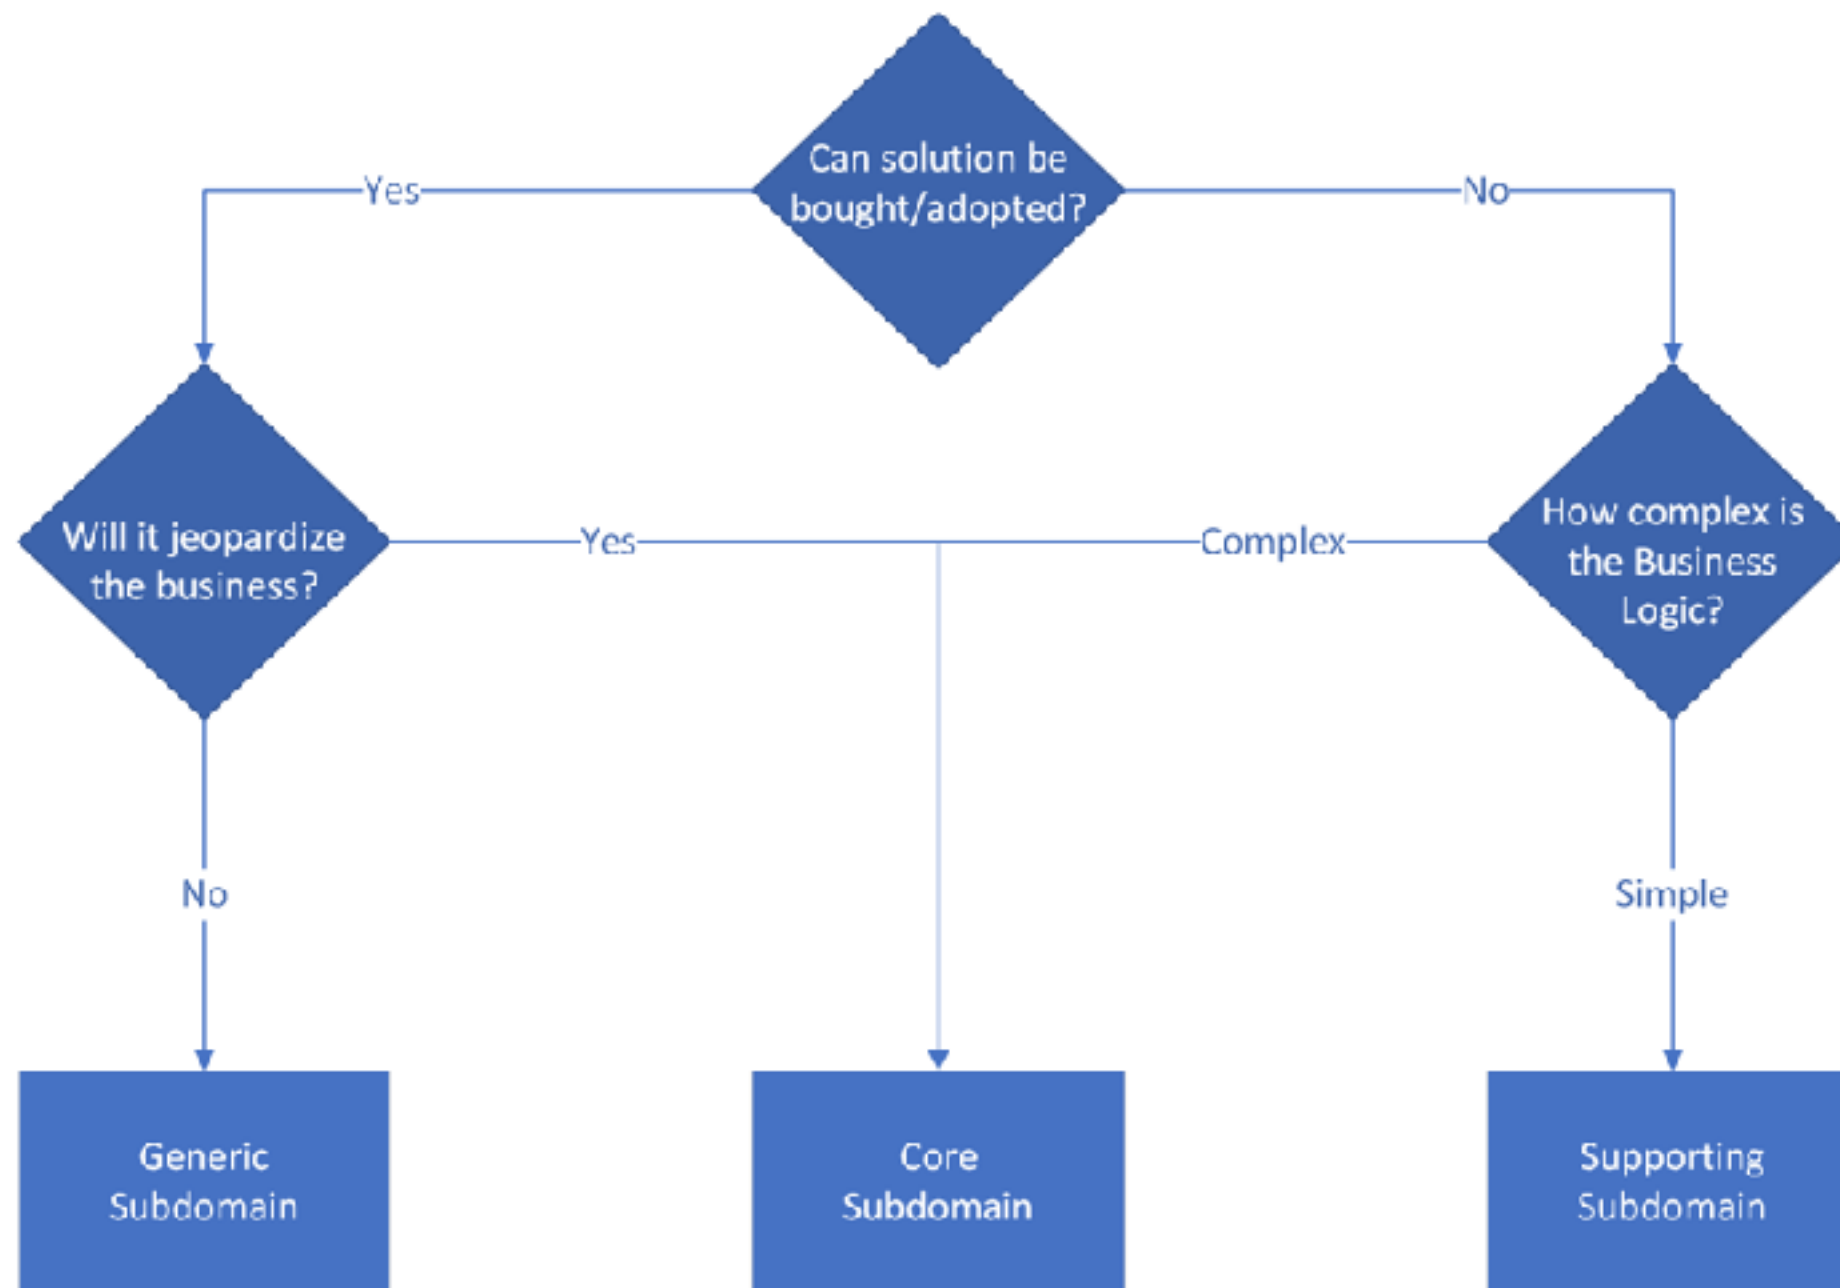 Can solution be
bought/adopted?
Yes
No
Will it jeopardize
the business?
Yes
Complex
How complex is
the Business
Logic?
No
Simple
Generic
Subdomain
Core
Subdomain
Supporting
Subdomain